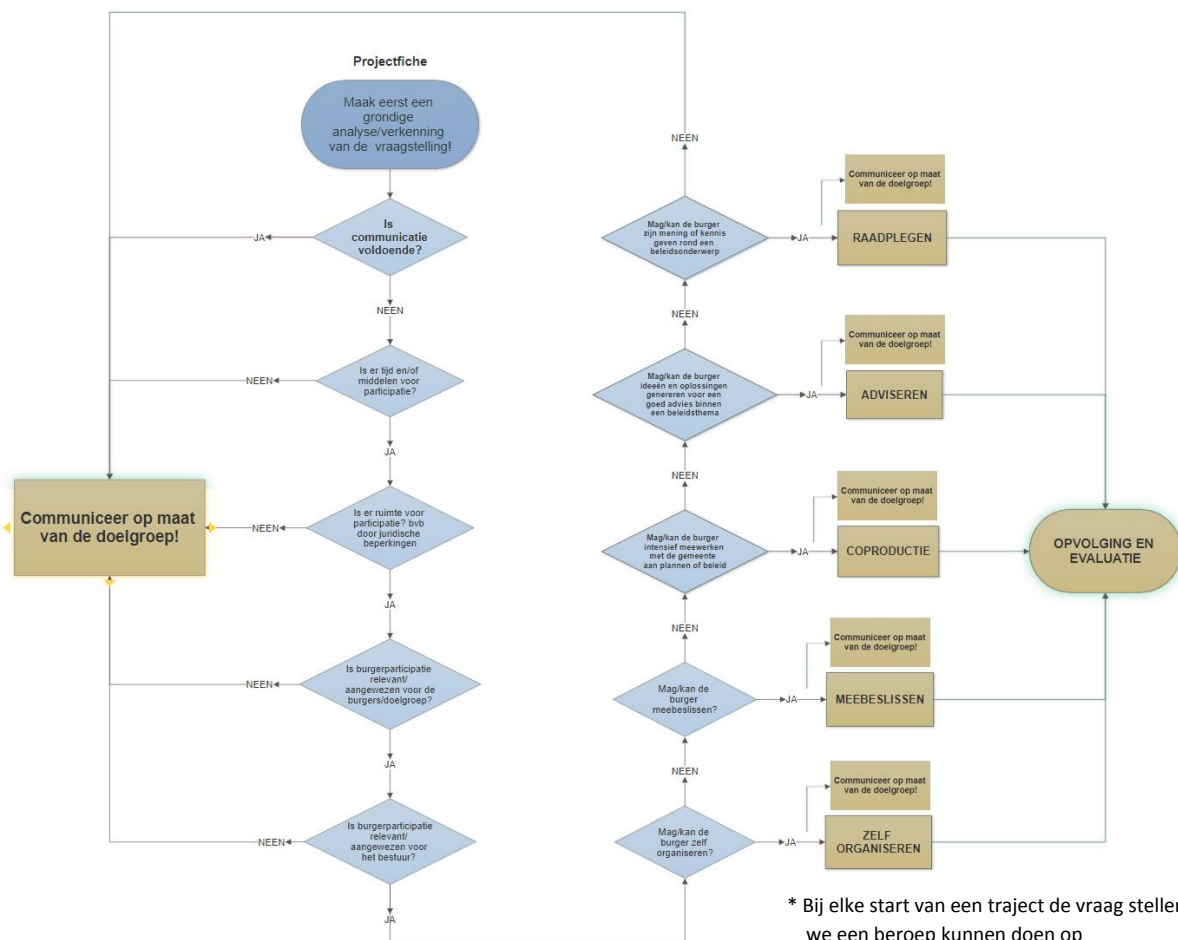 Projectfiche
Maak eerst een
grondige
analyse/verkenning
van de vraagstelling!
Is
communicatie
voldoende?
JA
NEEN
Is er tijd en/of
middelen voor
participatie?
NEEN
JA
Is er ruimte voor
participatie? bvb
door juridische
beperkingen
NEEN
JA
Communiceer op maat
van de doelgroep!
Is burgerparticipatie
relevant/
aangewezen voor de
burgers/doelgroep?
NEEN
JA
Is burgerparticipatie
relevant/
aangewezen voor
het bestuur?
NEEN
JA
Mag/kan de
burger zelf
organiseren?
JA
Communiceer op maat
van de doelgroep!
ZELF
ORGANISEREN
NEEN
Mag/kan de
burger
meebeslissen?
JA
Communiceer op maat
van de doelgroep!
MEEBESLISSEN
NEEN
Mag/kan de burger
intensief meewerken
met de gemeente
aan plannen of beleid
JA
Communiceer op maat
van de doelgroep!
COPRODUCTIE
NEEN
Mag/kan de burger
ideeën en oplossingen
genereren voor een
goed advies binnen
een beleidsthema
JA
Communiceer op maat
van de doelgroep!
ADVISEREN
NEEN
Mag/kan de burger
zijn mening of kennis
geven rond een
beleidsonderwerp
JA
Communiceer op maat
van de doelgroep!
RAADPLEGEN
NEEN
OPVOLGING EN
EVALUATIE
* Bij elke start van een traject de vraag stellen
we een beroep kunnen doen op